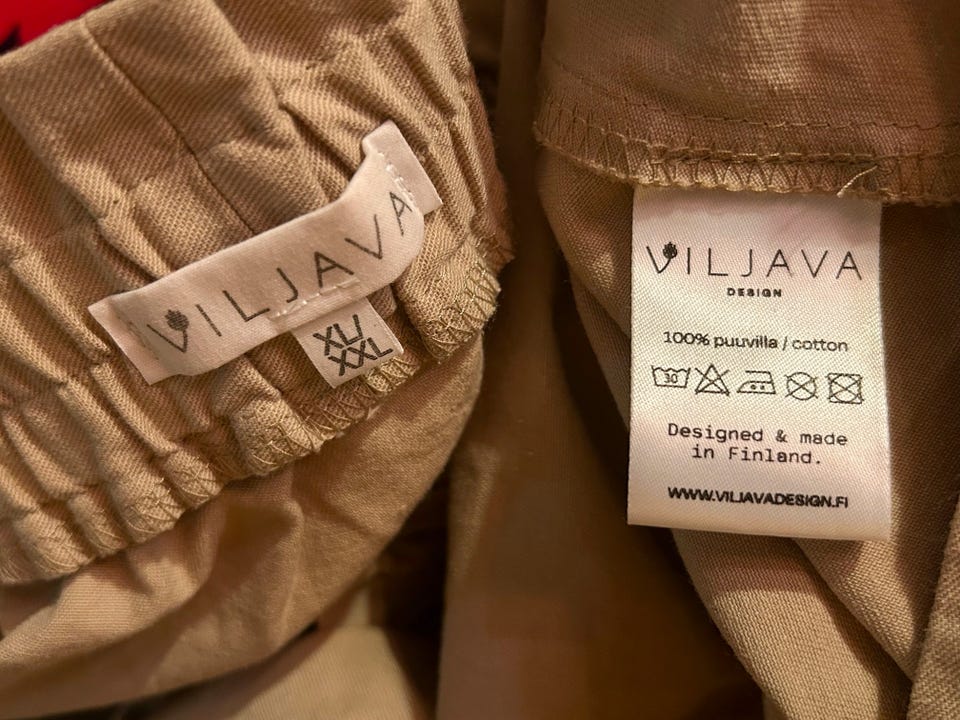 VILJAVA
XL/
XXL
VILJAVA
DESIGN
100% puuvilla / cotton
30
Designed & made
in Finland.
WWW.VILJAVADESIGN.FI